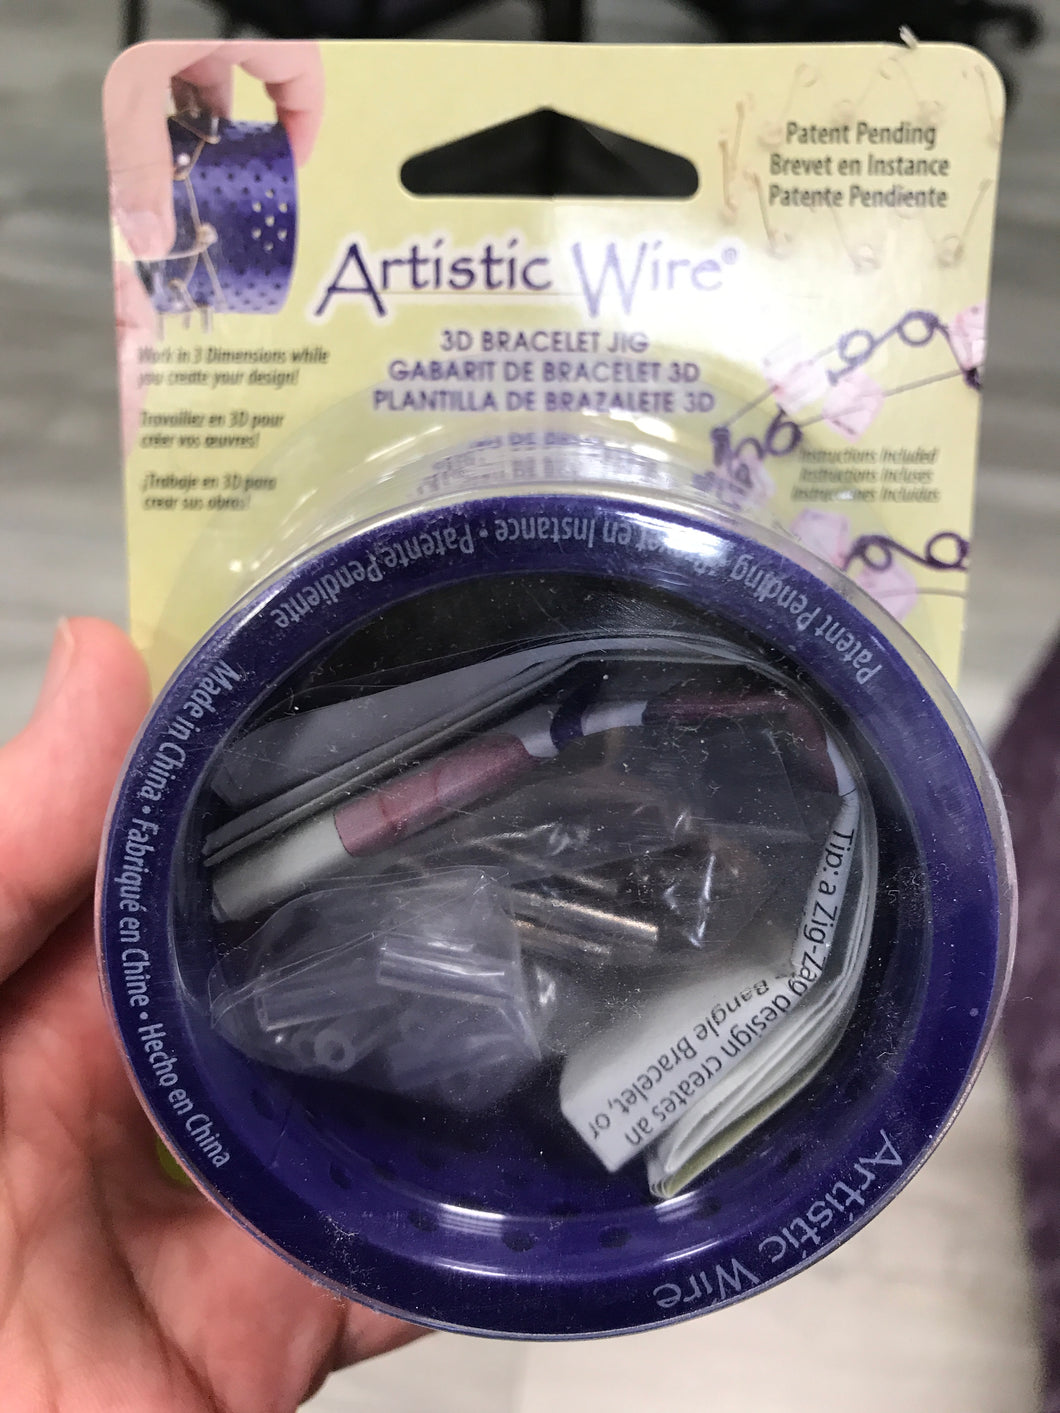 Patent Pending
Brevet en Instance
Patente Pendiente
Artistic Wire®
3D BRACELET JIG
GABARIT DE BRACELET 3D
PLANTILLA DE BRAZALETE 3D
Work in 3 Dimensions while
you create your design!
Travaillez en 3D pour
créer vos œuvres!
¡Trabaje en 3D para
crear sus obras!
Instructions Included
Instructions Incluses
Instrucciones Incluidas
Patent Pending • Brevet en Instance • Patente Pendiente
Made in China • Fabriqué en Chine • Hecho en China
Artistic Wire
Tip: a Zig-Zag design creates an
Bangle Bracelet, or